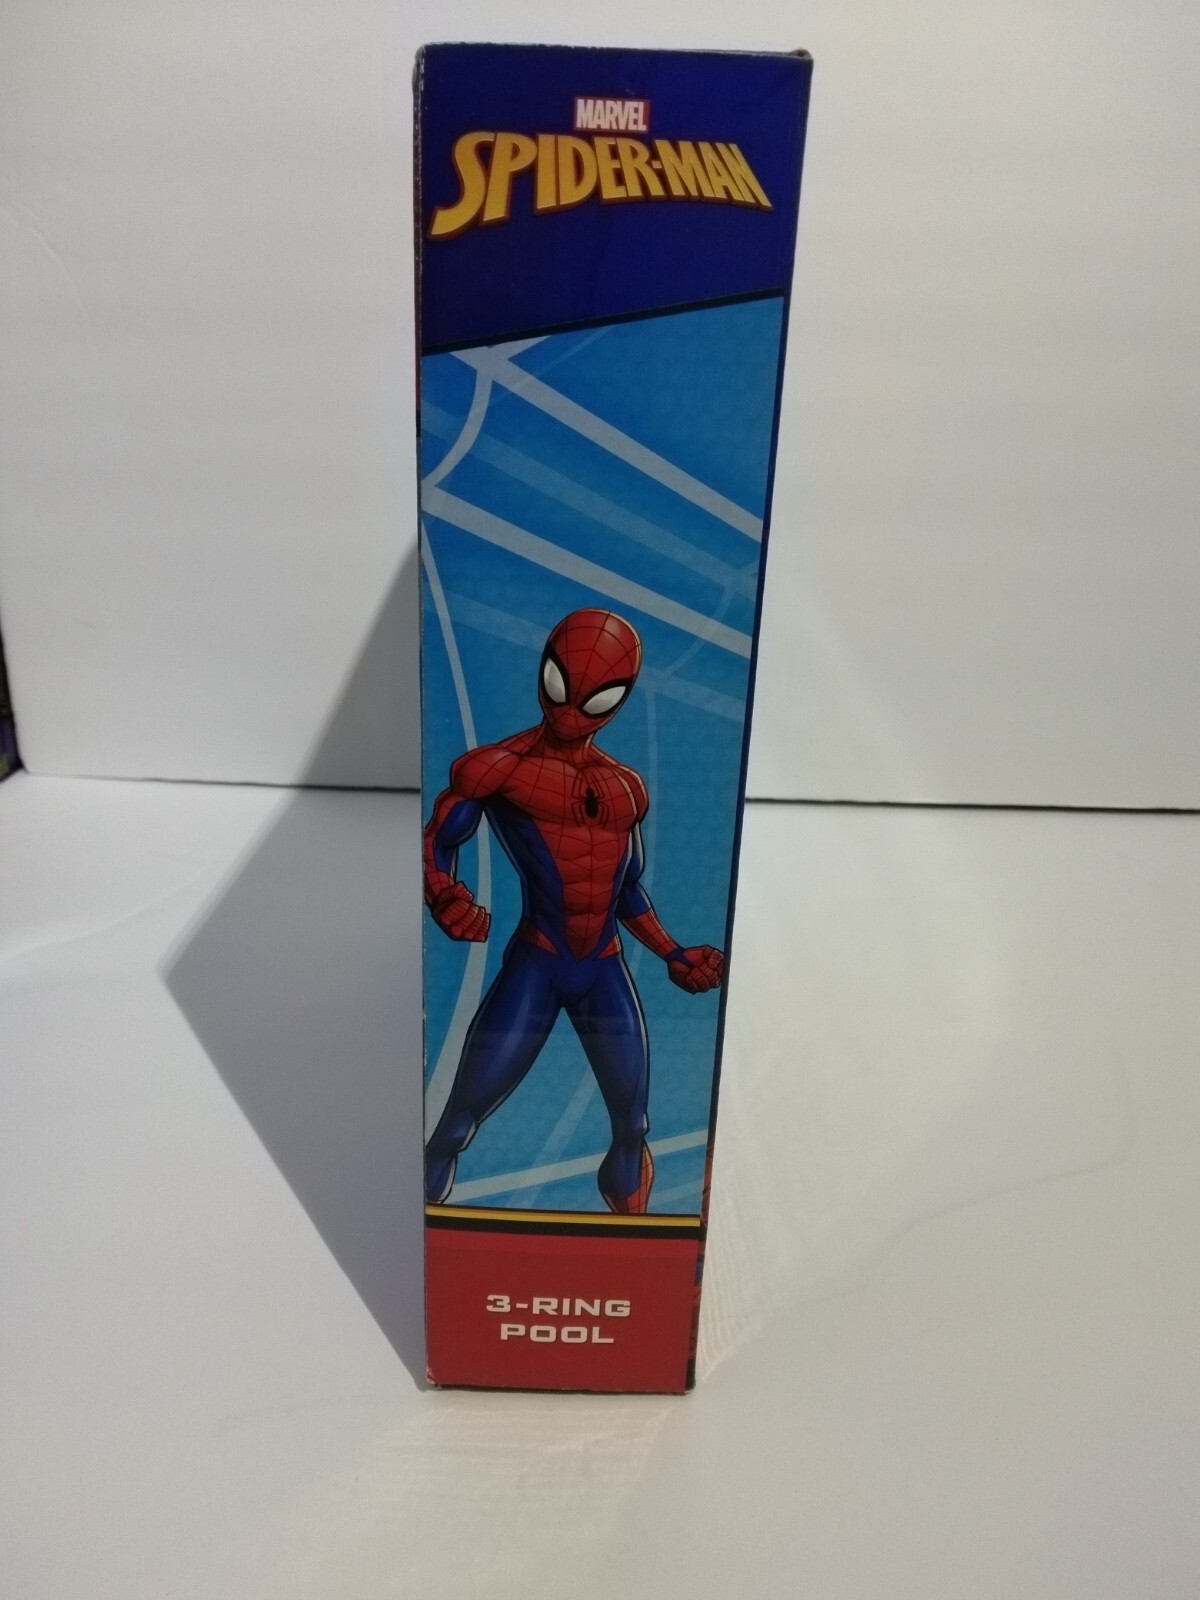 MARVEL
SPIDER-MAN
3-RING
POOL